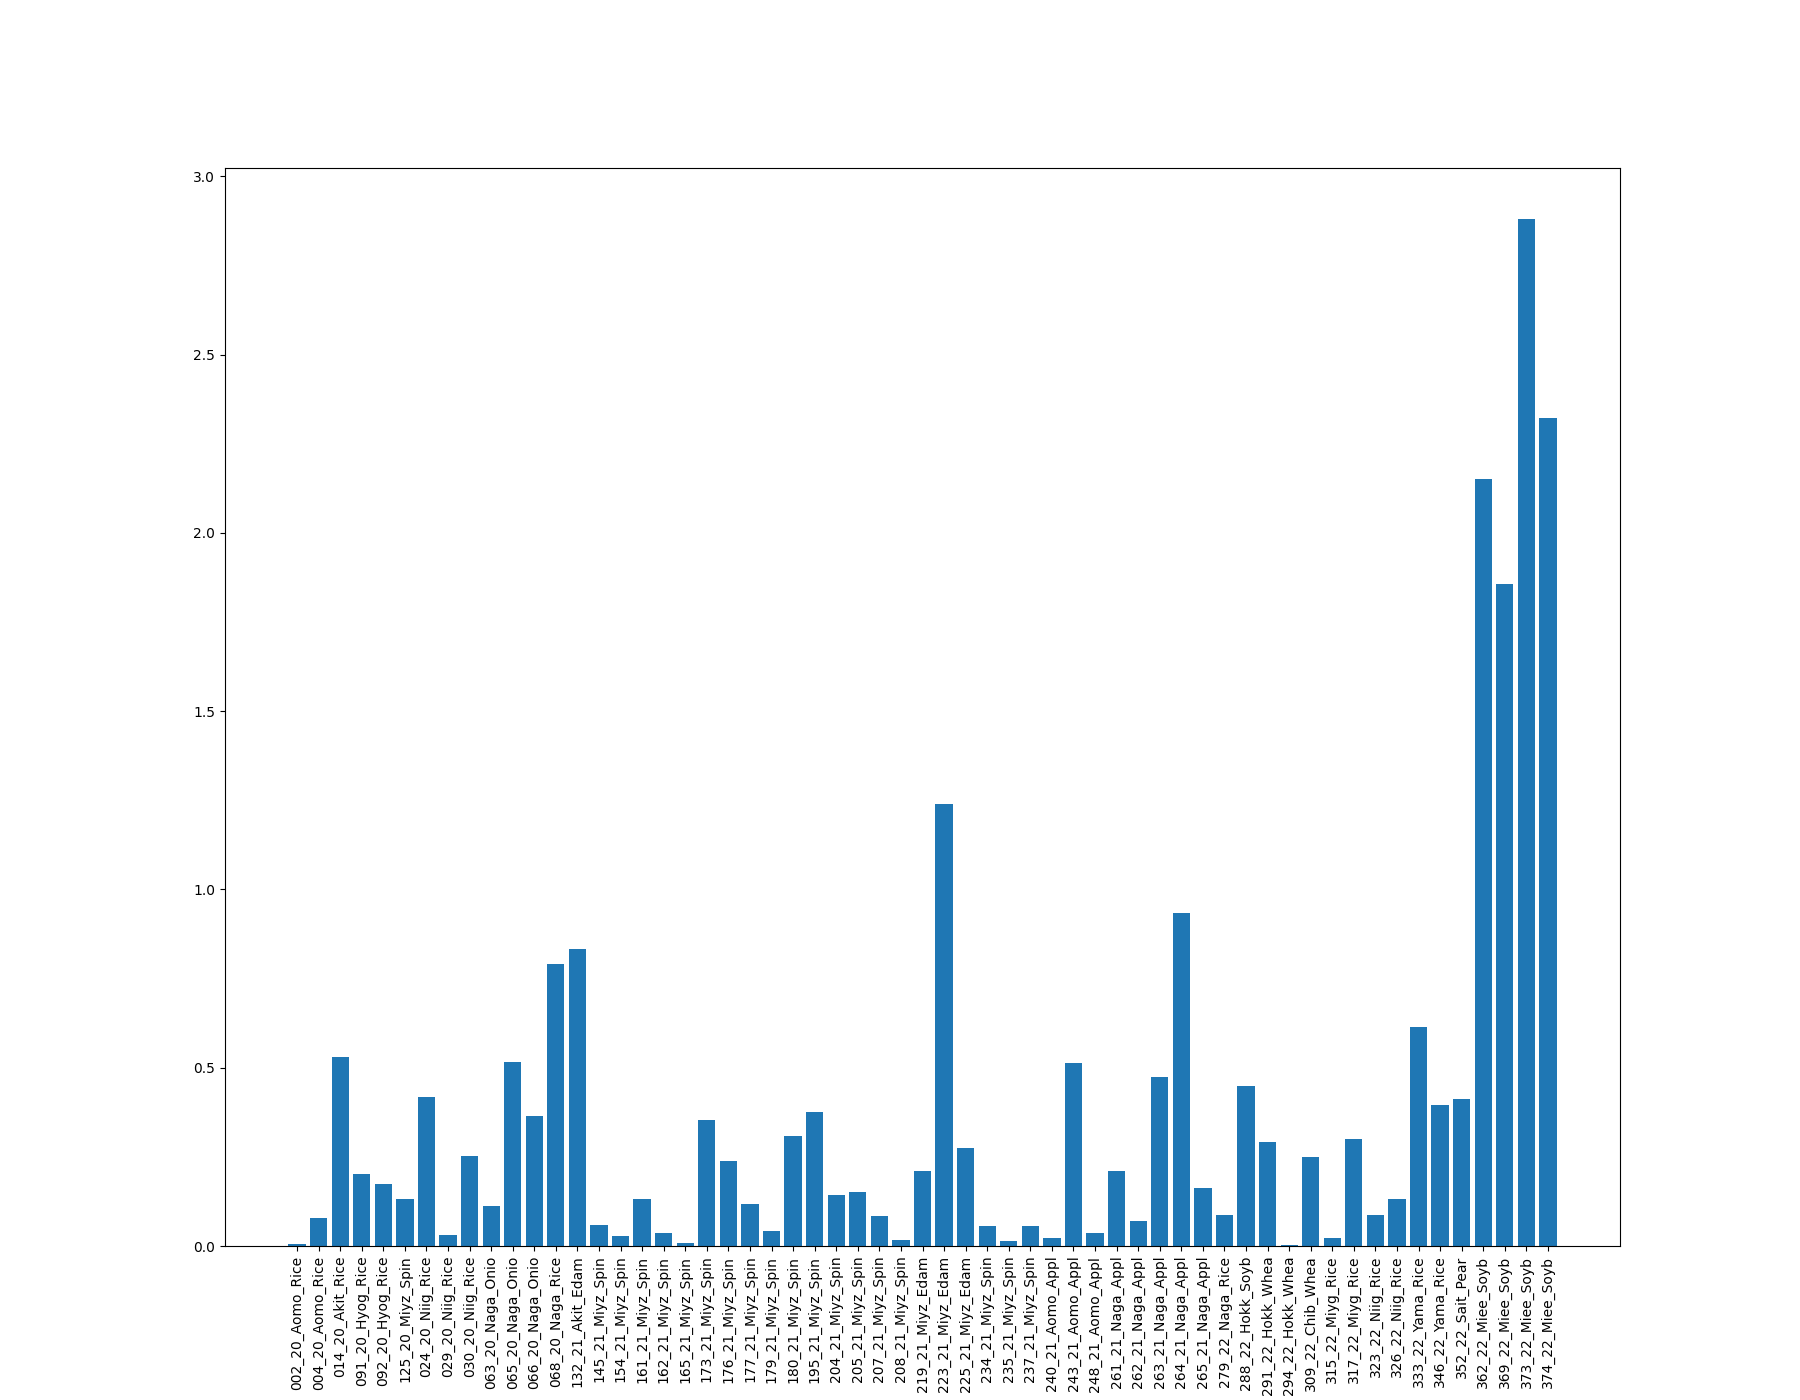 3.0
2.5
2.0
1.5
1.0
0.5
0.0
002_20_Aomo_Rice
004_20_Aomo_Rice
014_20_Akit_Rice
091_20_Hyog_Rice
092_20_Hyog_Rice
125_20_Miyz_Spin
024_20_Niig_Rice
029_20_Niig_Rice
030_20_Niig_Rice
063_20_Naga_Onio
065_20_Naga_Onio
066_20_Naga_Onio
068_20_Naga_Rice
132_21_Akit_Edam
145_21_Miyz_Spin
154_21_Miyz_Spin
161_21_Miyz_Spin
162_21_Miyz_Spin
165_21_Miyz_Spin
173_21_Miyz_Spin
176_21_Miyz_Spin
177_21_Miyz_Spin
179_21_Miyz_Spin
180_21_Miyz_Spin
195_21_Miyz_Spin
204_21_Miyz_Spin
205_21_Miyz_Spin
207_21_Miyz_Spin
208_21_Miyz_Spin
219_21_Miyz_Edam
223_21_Miyz_Edam
225_21_Miyz_Edam
234_21_Miyz_Spin
235_21_Miyz_Spin
237_21_Miyz_Spin
240_21_Aomo_Appl
243_21_Aomo_Appl
248_21_Aomo_Appl
261_21_Naga_Appl
262_21_Naga_Appl
263_21_Naga_Appl
264_21_Naga_Appl
265_21_Naga_Appl
279_22_Naga_Rice
288_22_Hokk_Soyb
291_22_Hokk_Whea
294_22_Hokk_Whea
309_22_Chib_Whea
315_22_Miyg_Rice
317_22_Miyg_Rice
323_22_Niig_Rice
326_22_Niig_Rice
333_22_Yama_Rice
346_22_Yama_Rice
352_22_Sait_Pear
362_22_Miee_Soyb
369_22_Miee_Soyb
373_22_Miee_Soyb
374_22_Miee_Soyb